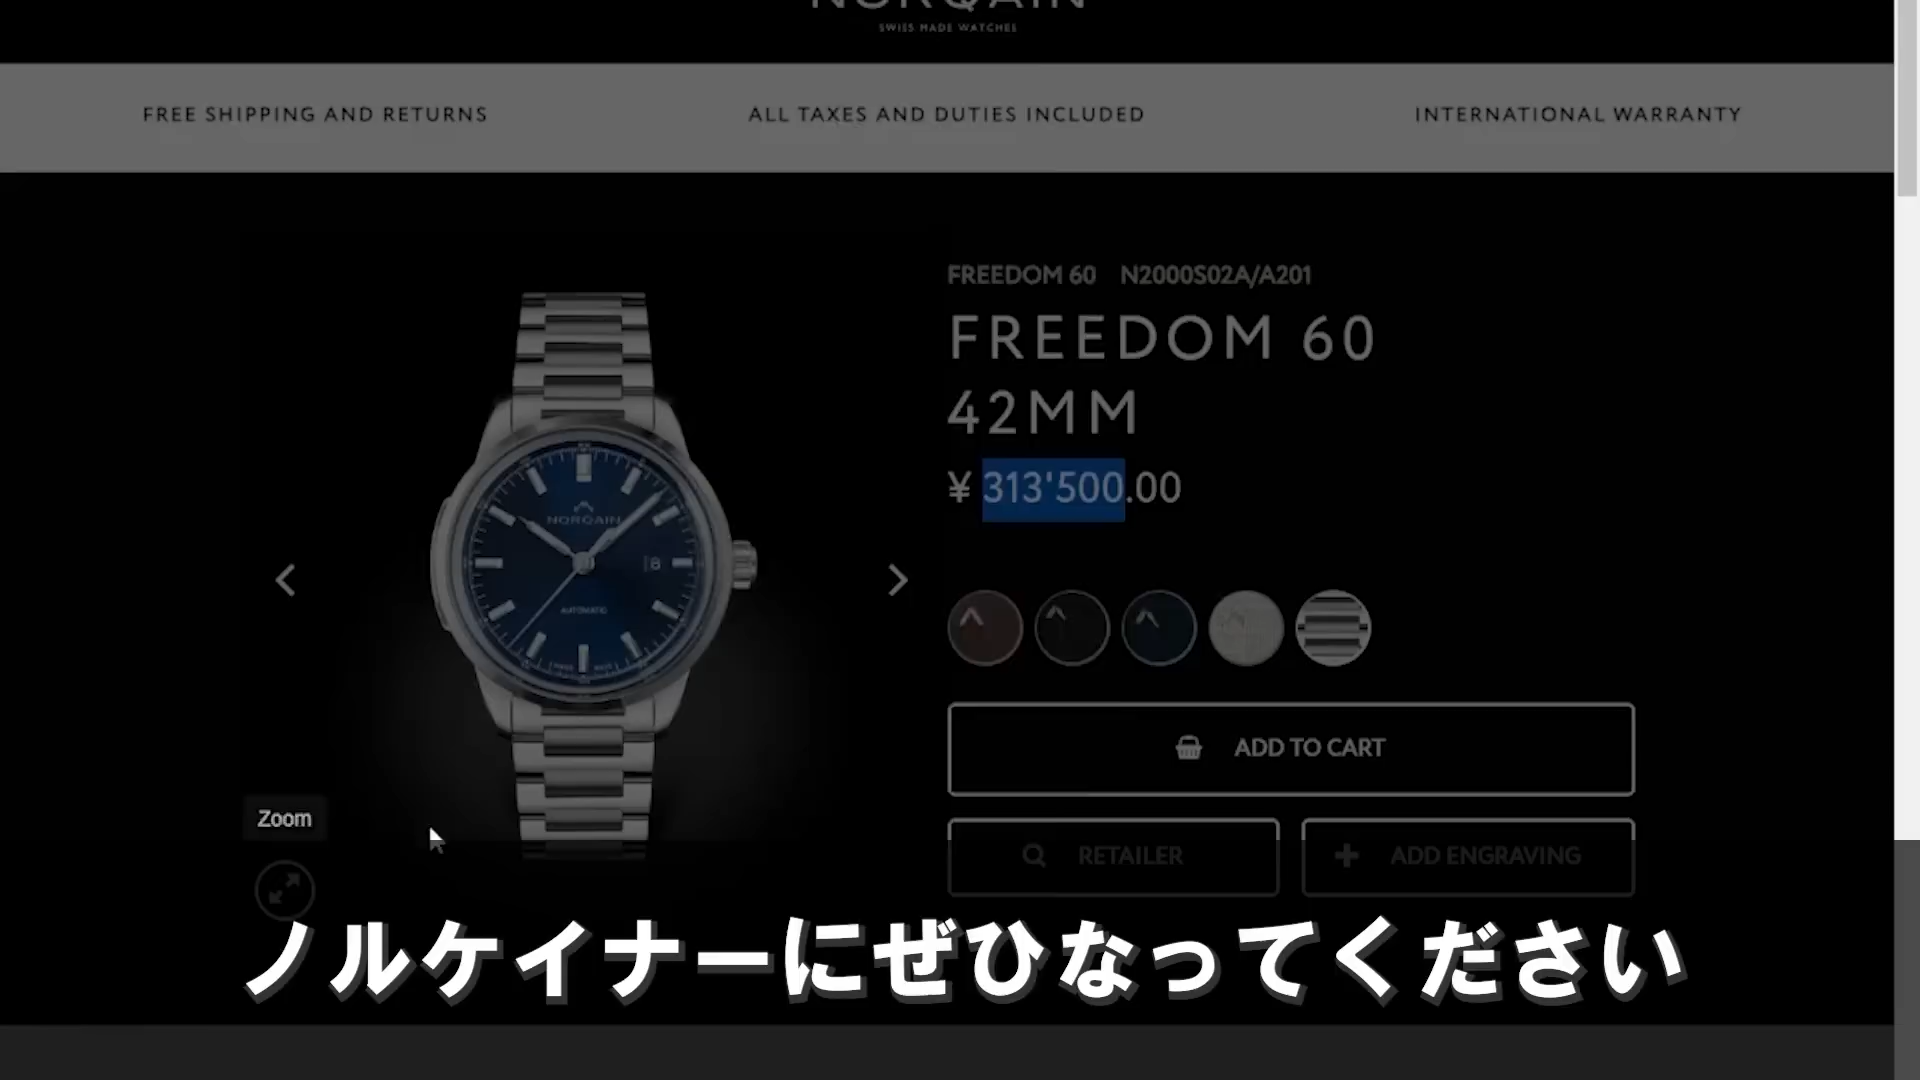 NORQAIN
SWISS MADE WATCHES
FREE SHIPPING AND RETURNS
ALL TAXES AND DUTIES INCLUDED
INTERNATIONAL WARRANTY
FREEDOM 60 N2000S02A/A201
FREEDOM 60
42MM
¥ 313'500.00
NORQAIN
AUTOMATIC
ADD TO CART
Zoom
RETAILER
ADD ENGRAVING
ノルケイナーにぜひなってください